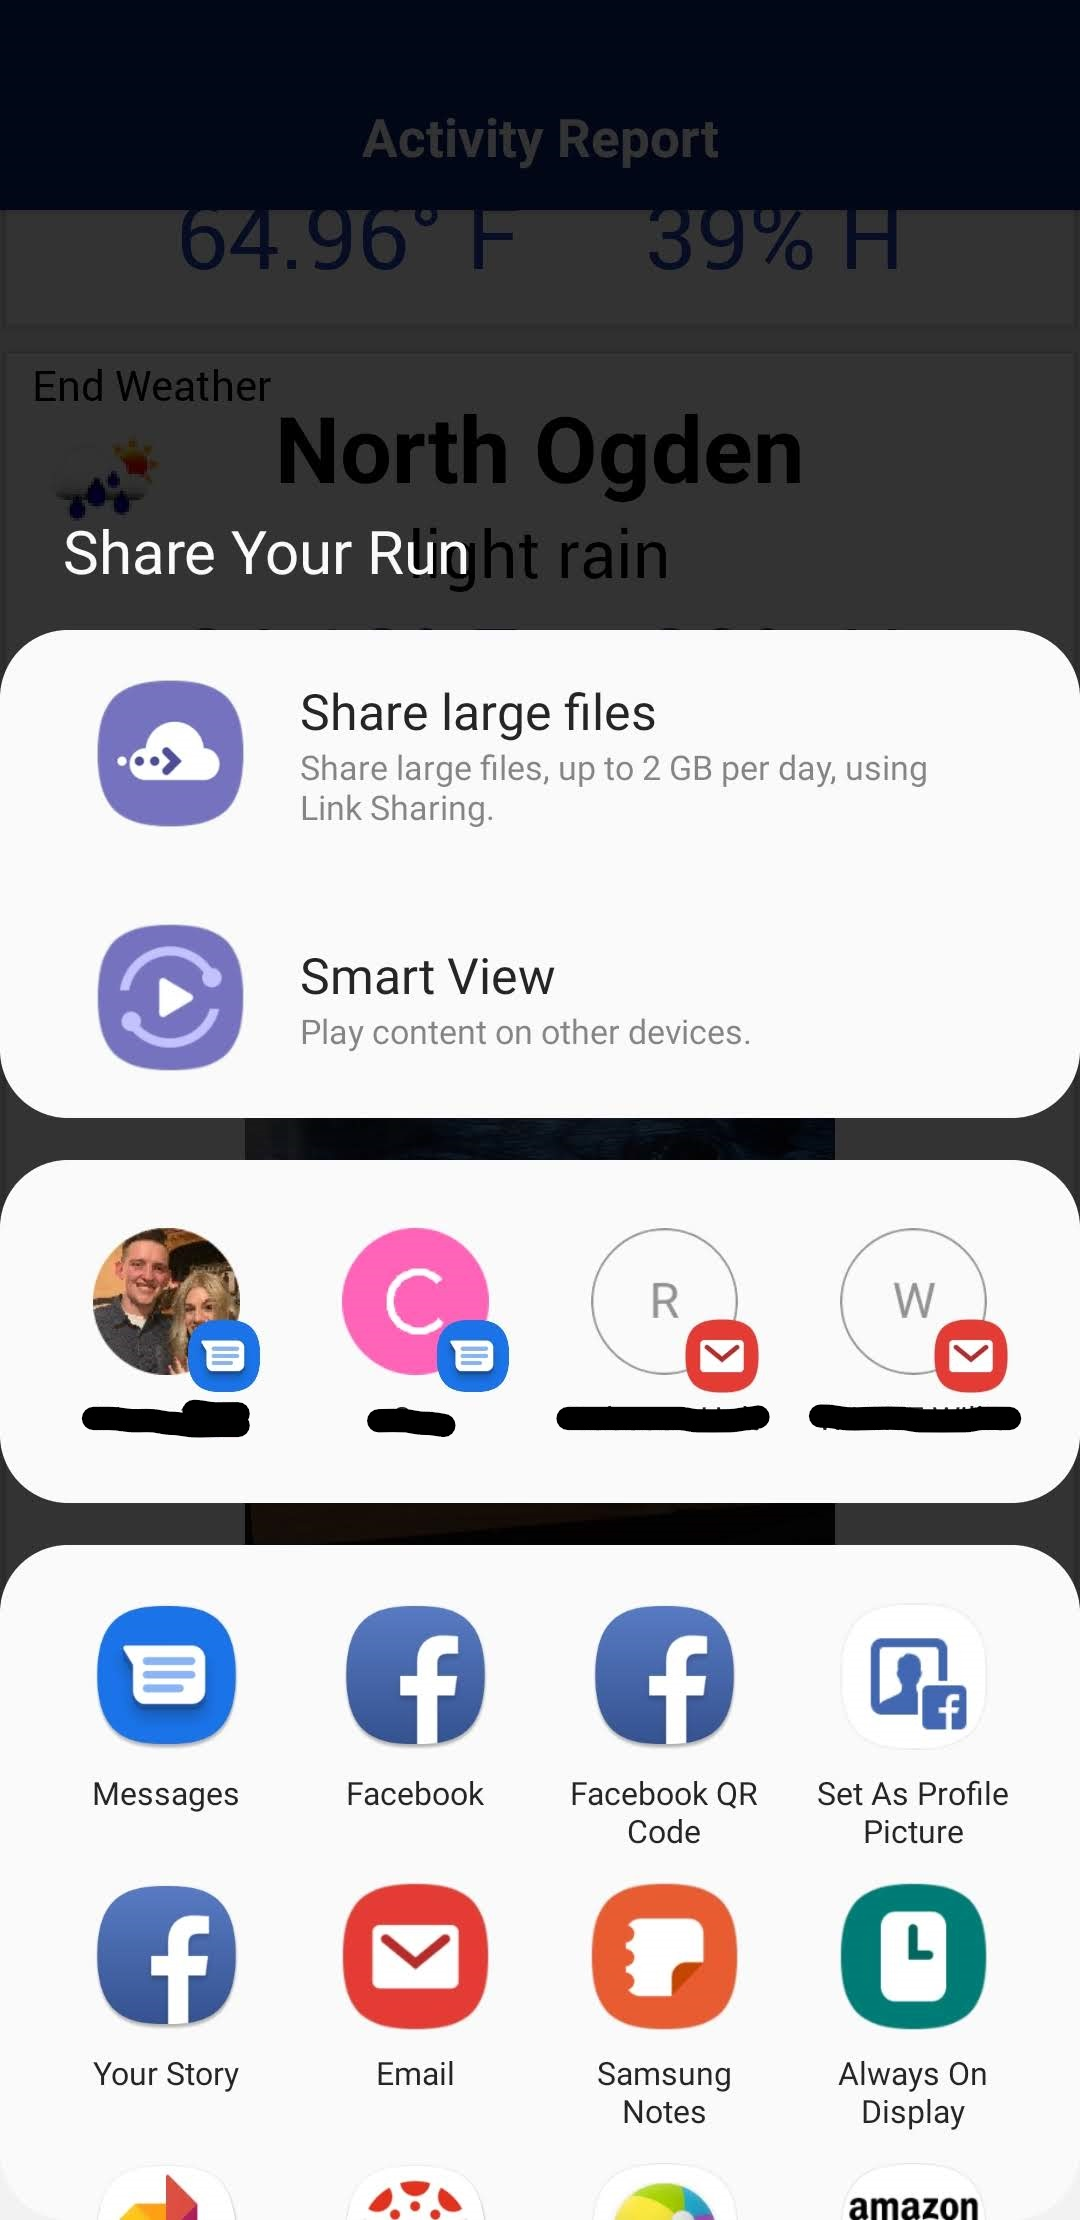 Activity Report
64.96° F 39% H
End Weather
North Ogden
light rain
Share Your Run
Share large files
Share large files, up to 2 GB per day, using
Link Sharing.
Smart View
Play content on other devices.
C R W
Messages Facebook Facebook QR Set As Profile
Code Picture
Your Story Email Samsung Always On
Notes Display
amazon